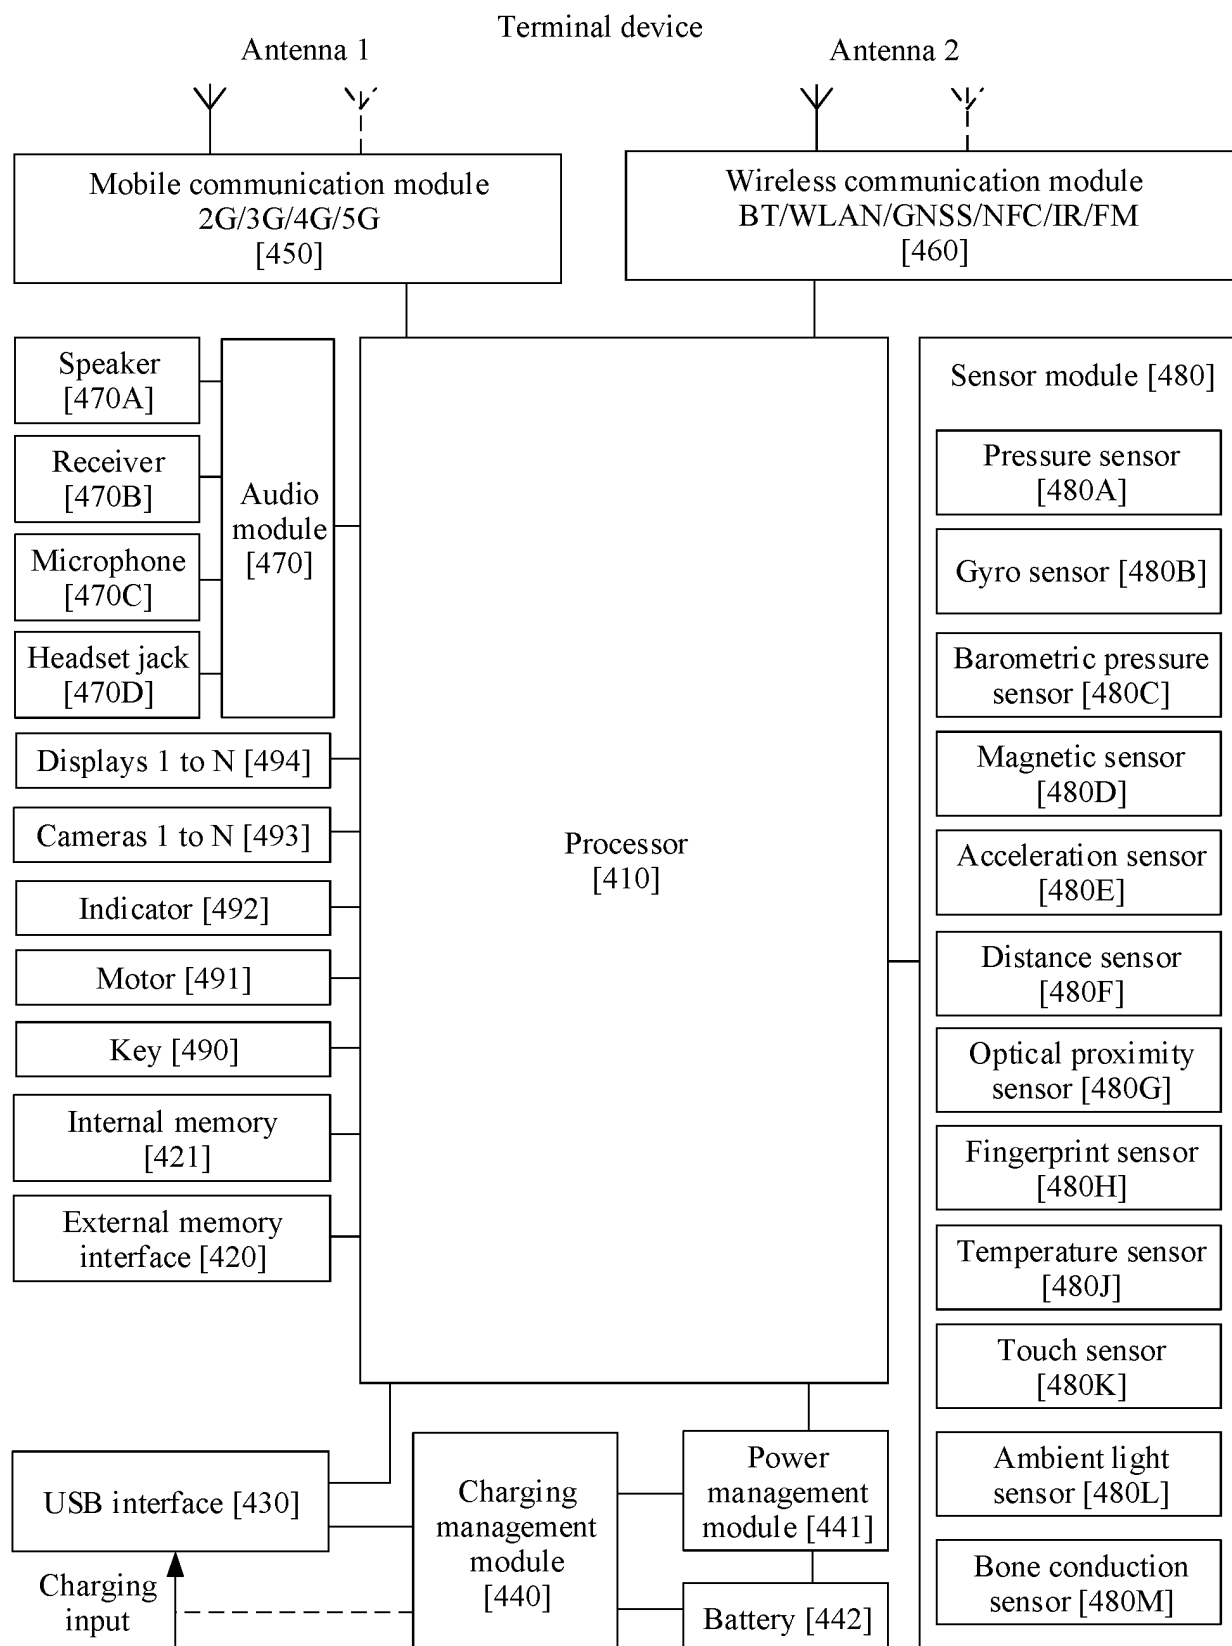 Terminal device
Antenna 1
Antenna 2
Mobile communication module
2G/3G/4G/5G
[450]
Wireless communication module
BT/WLAN/GNSS/NFC/IR/FM
[460]
Speaker
[470A]
Receiver
[470B]
Microphone
[470C]
Headset jack
[470D]
Audio
module
[470]
Displays 1 to N [494]
Cameras 1 to N [493]
Indicator [492]
Motor [491]
Key [490]
Internal memory
[421]
External memory
interface [420]
Processor
[410]
Sensor module [480]
Pressure sensor
[480A]
Gyro sensor [480B]
Barometric pressure
sensor [480C]
Magnetic sensor
[480D]
Acceleration sensor
[480E]
Distance sensor
[480F]
Optical proximity
sensor [480G]
Fingerprint sensor
[480H]
Temperature sensor
[480J]
Touch sensor
[480K]
Ambient light
sensor [480L]
Bone conduction
sensor [480M]
USB interface [430]
Charging
input
Charging
management
module
[440]
Power
management
module [441]
Battery [442]